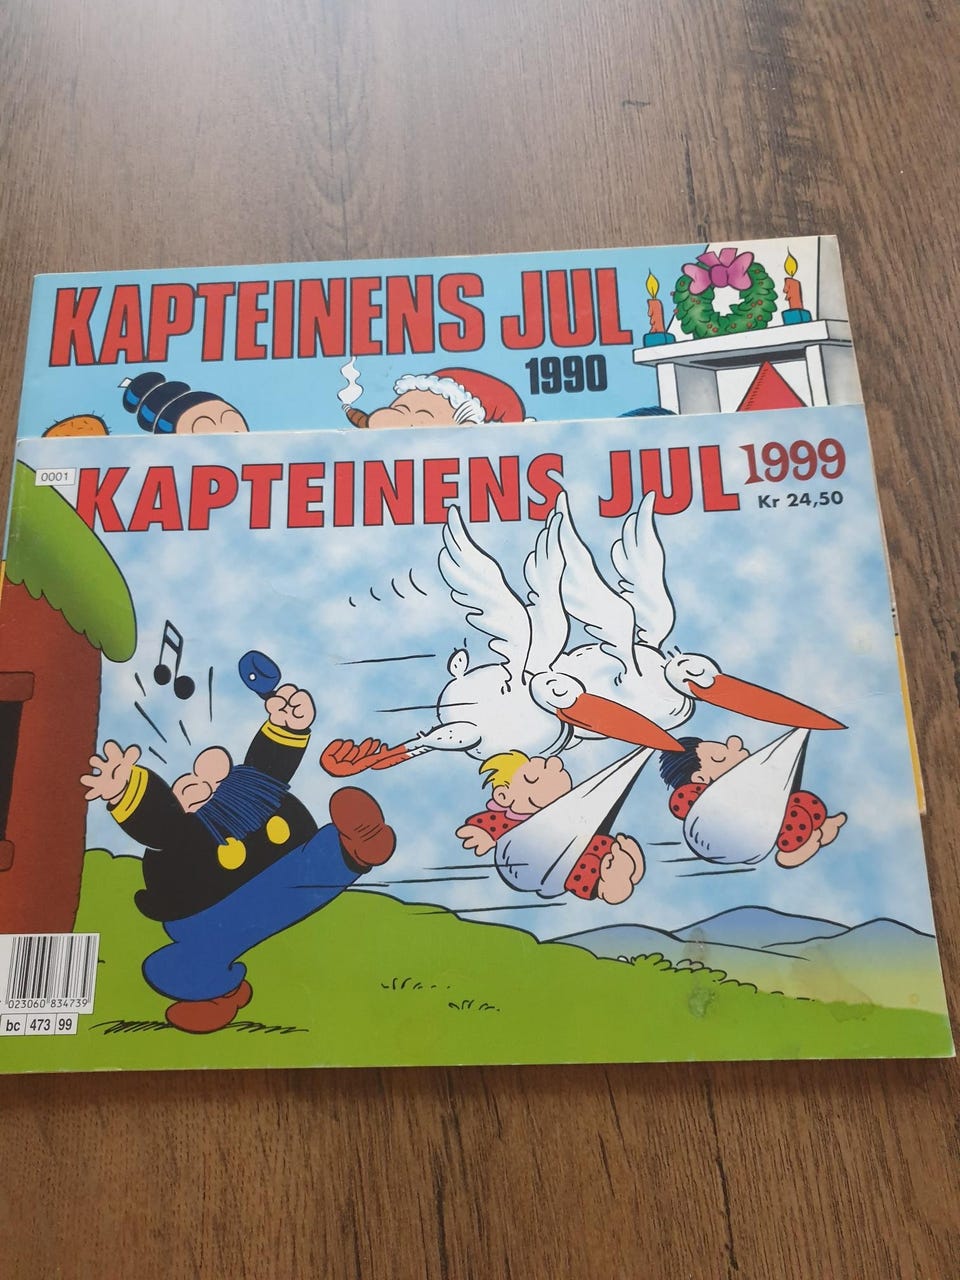 KAPTEINENS JUL
1990
0001
KAPTEINENS JUL 1999
Kr 24,50
023060 834739
bc 473 99